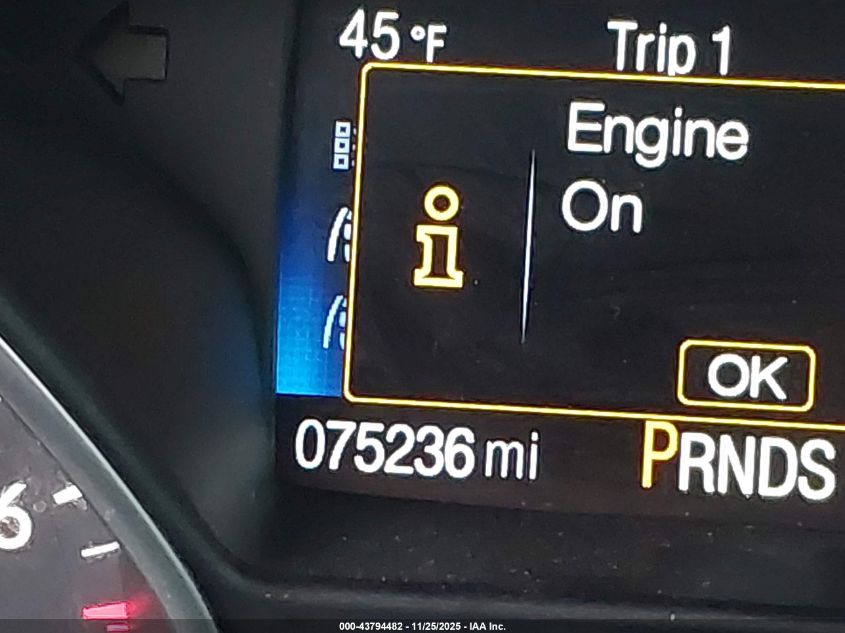 45 °F Trip 1
Engine
On
i
OK
075236 mi PRNDS
6
000-43794482 - 11/25/2025 - IAA Inc.